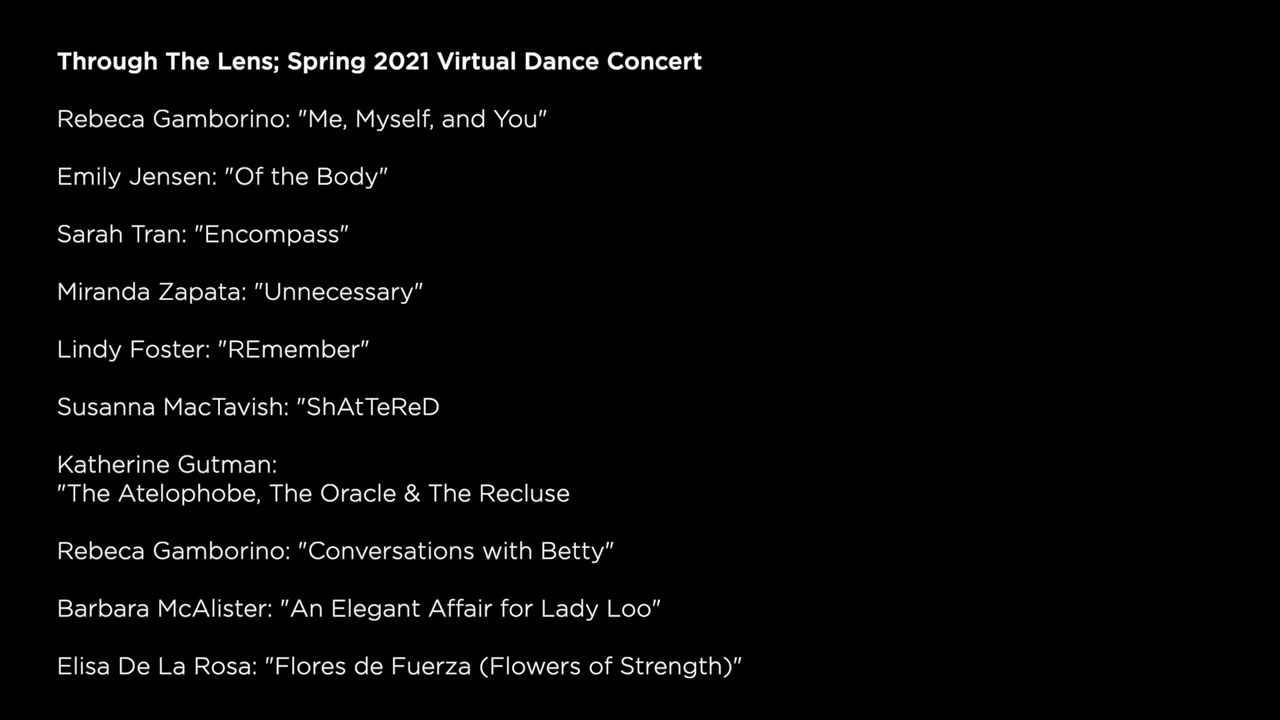 Through The Lens; Spring 2021 Virtual Dance Concert
Rebeca Gamborino: "Me, Myself, and You"
Emily Jensen: "Of the Body"
Sarah Tran: "Encompass"
Miranda Zapata: "Unnecessary"
Lindy Foster: "REmember"
Susanna MacTavish: "ShAtTeReD
Katherine Gutman:
"The Atelophobe, The Oracle & The Recluse
Rebeca Gamborino: "Conversations with Betty"
Barbara McAlister: "An Elegant Affair for Lady Loo"
Elisa De La Rosa: "Flores de Fuerza (Flowers of Strength)"